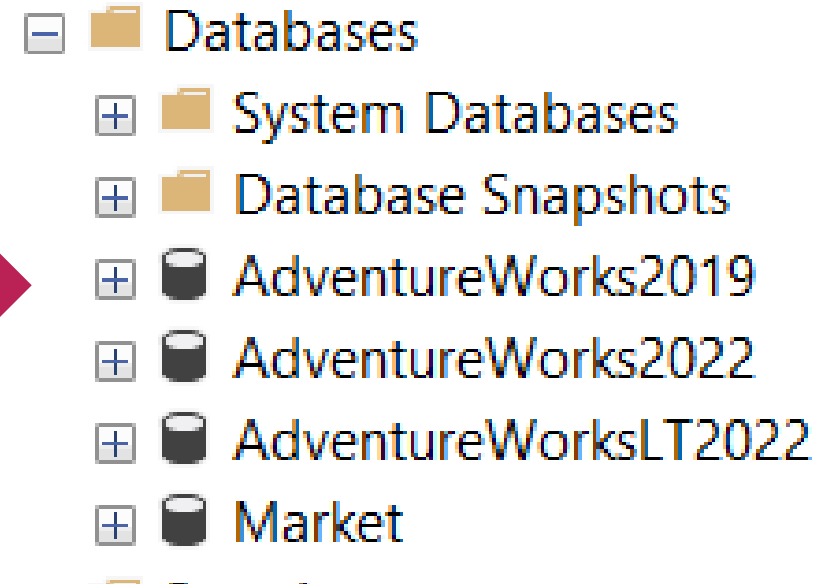 Databases
System Databases
Database Snapshots
AdventureWorks2019
AdventureWorks2022
AdventureWorksLT2022
Market